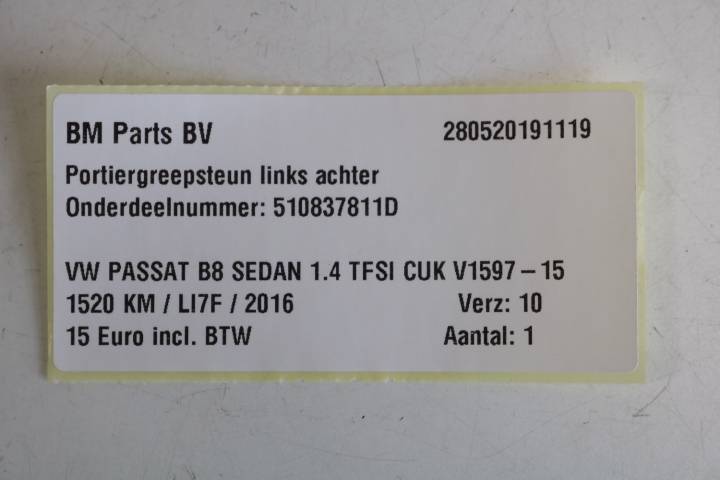 BM Parts BV 280520191119
Portiergreepsteun links achter
Onderdeelnummer: 510837811D
VW PASSAT B8 SEDAN 1.4 TFSI CUK V1597 – 15
1520 KM / LI7F / 2016 Verz: 10
15 Euro incl. BTW Aantal: 1